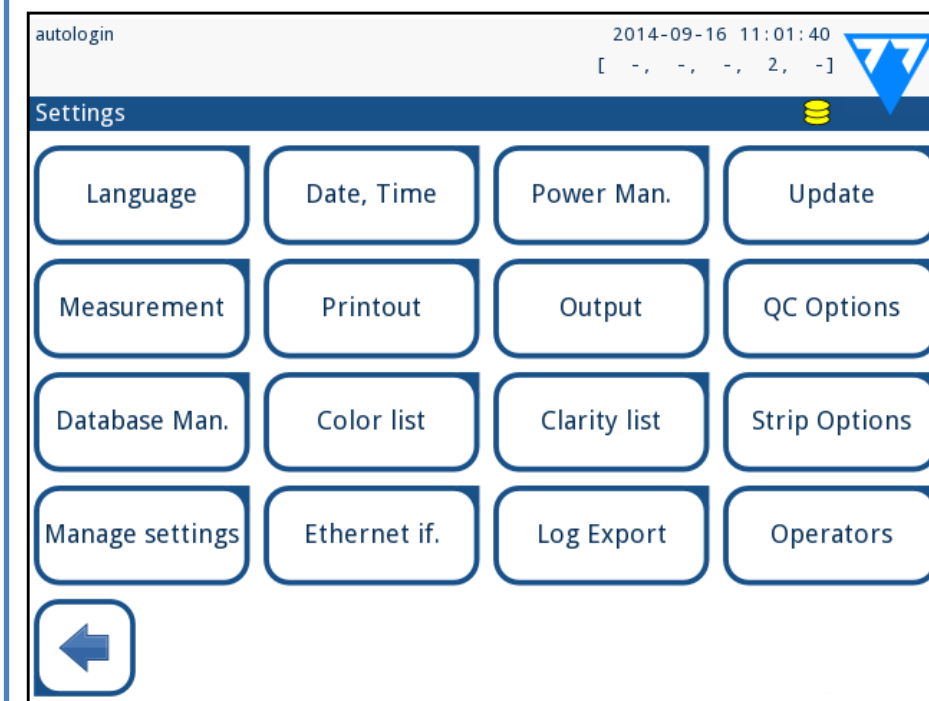 autologin 2014-09-16 11:01:40
[ -, -, -, 2, -]
Settings
Language Date, Time Power Man. Update
Measurement Printout Output QC Options
Database Man. Color list Clarity list Strip Options
Manage settings Ethernet if. Log Export Operators